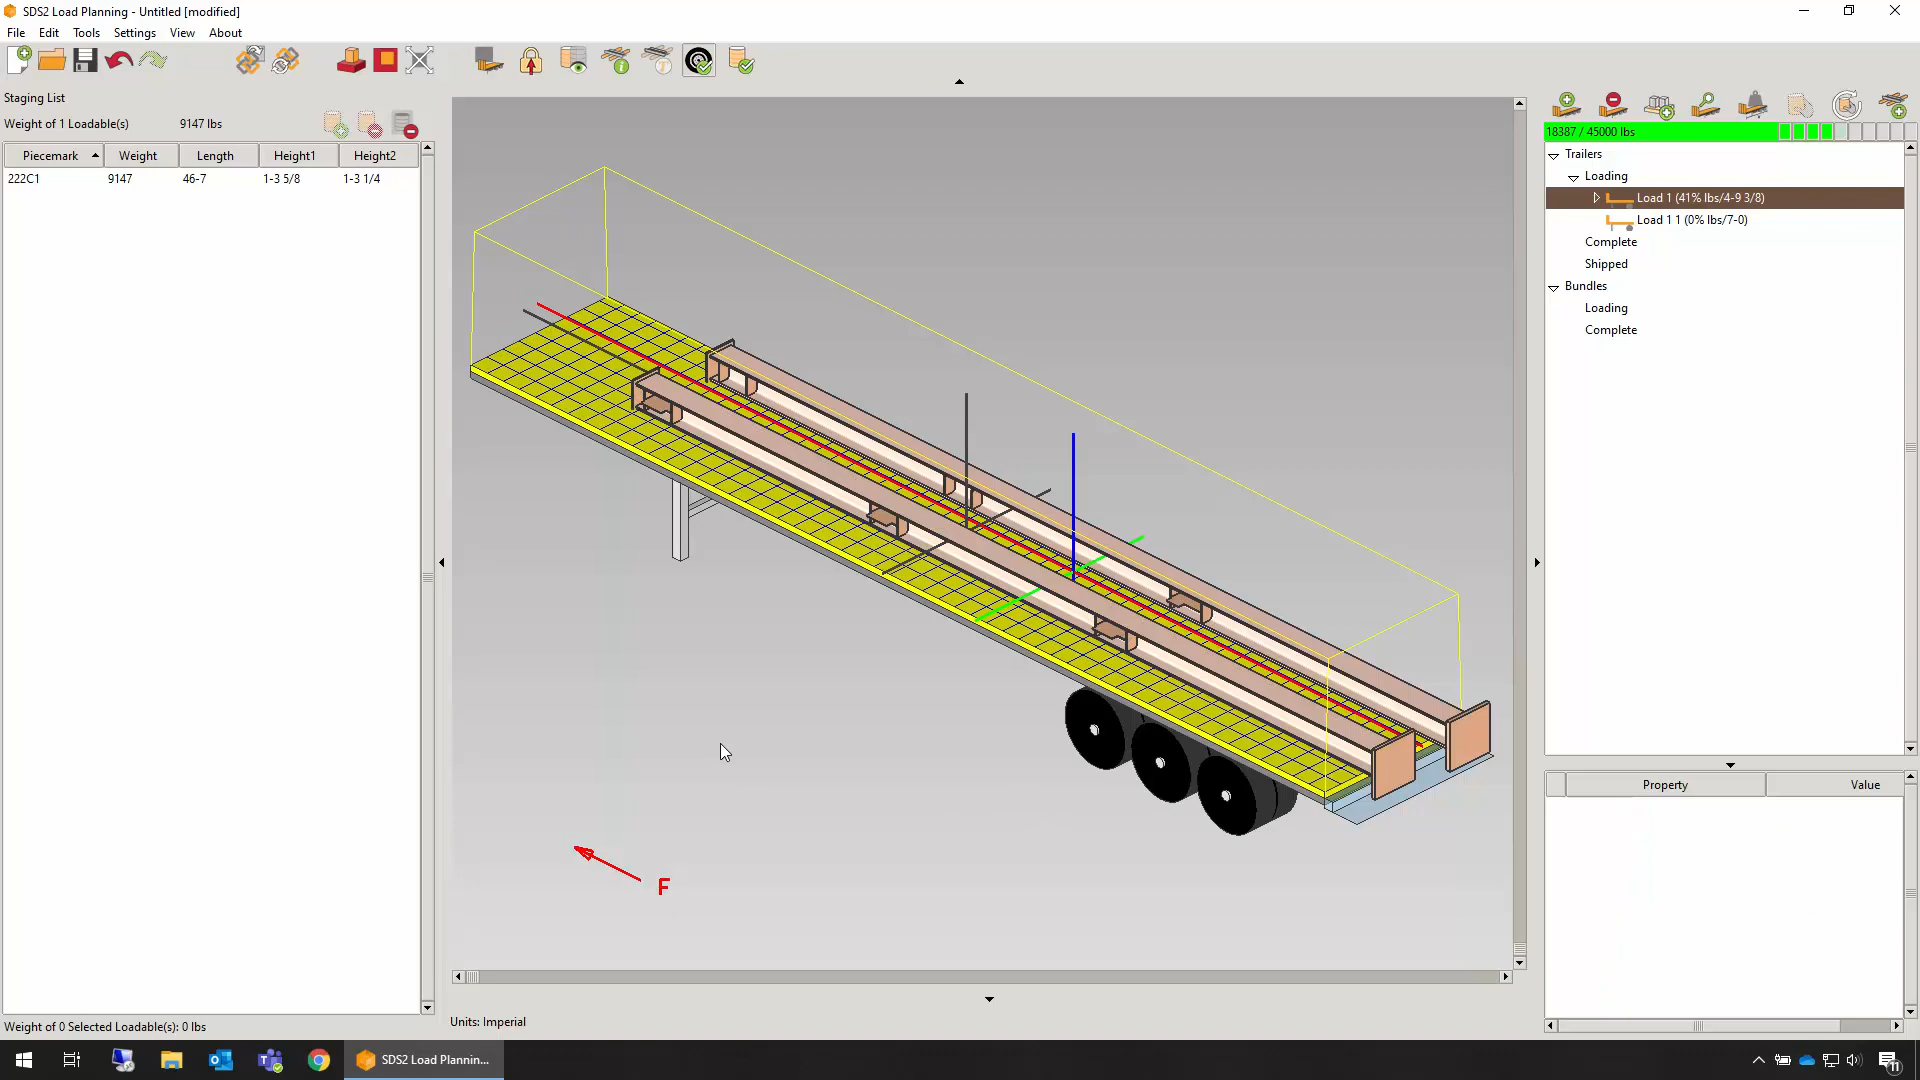 SDS2 Load Planning - Untitled [modified]
File Edit Tools Settings View About
Staging List
Weight of 1 Loadable(s) 9147 lbs
Piecemark Weight Length Height1 Height2
222C1 9147 46-7 1-3 5/8 1-3 1/4
18387 / 45000 lbs
Trailers
Loading
Load 1 (41% lbs/4-9 3/8)
Load 1 1 (0% lbs/7-0)
Complete
Shipped
Bundles
Loading
Complete
Property Value
F
Weight of 0 Selected Loadable(s): 0 lbs
Units: Imperial
SDS2 Load Plannin...
11